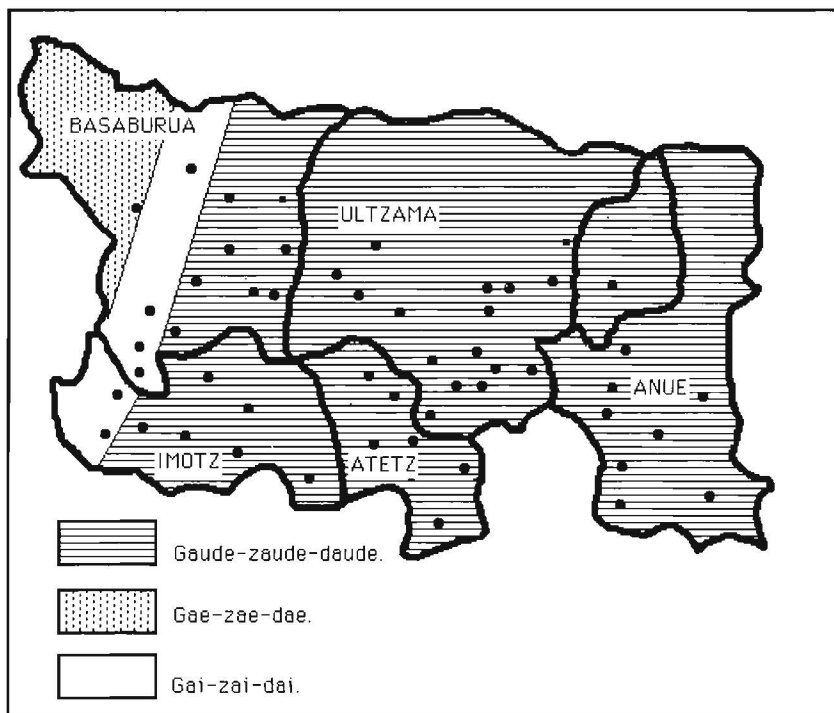 BASABURUA
ULTZAMA
ANUE
IMOTZ
ATETZ
Gaude-zaude-daude.
Gae-zae-dae.
Gai-zai-dai.